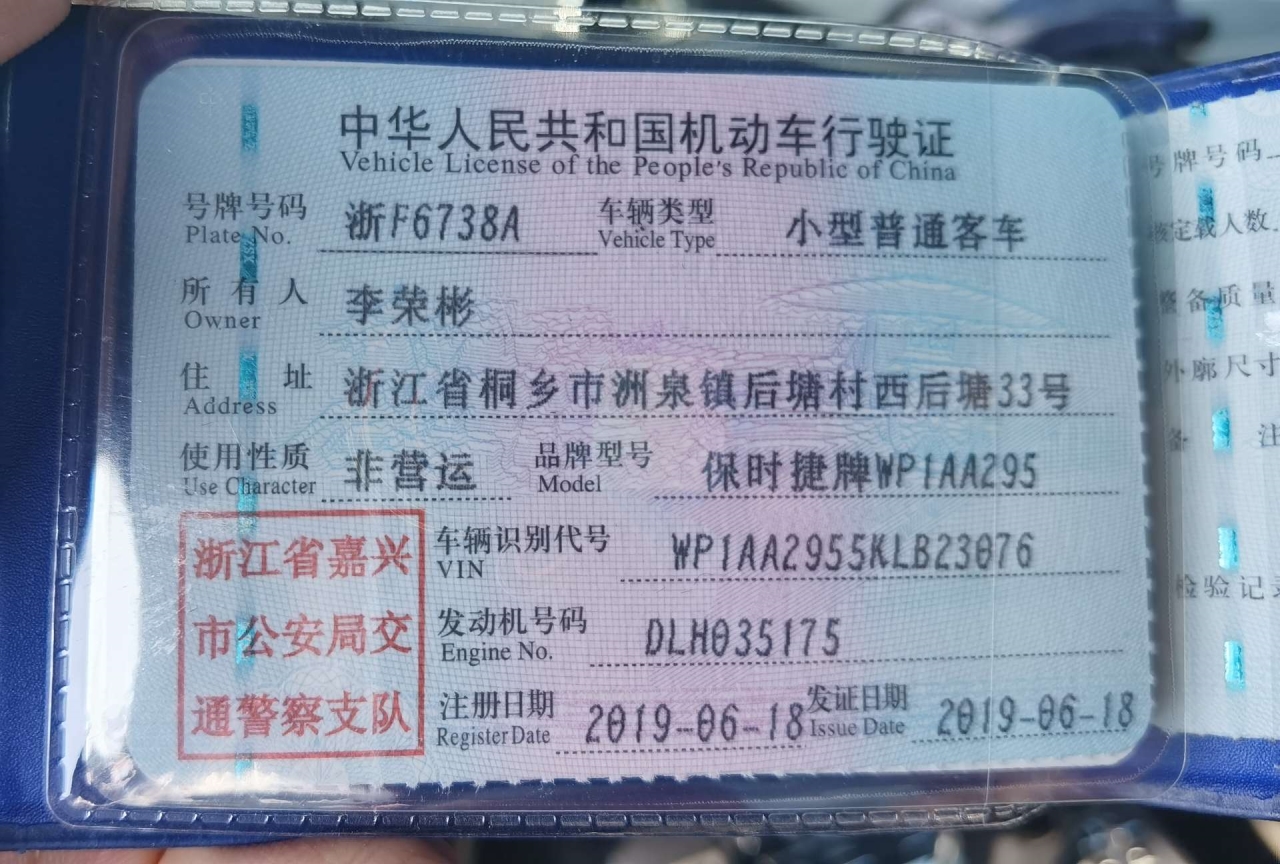 中华人民共和国机动车行驶证
Vehicle License of the People's Republic of China
号牌号码 浙F6738A 车辆类型 小型普通客车
Plate No. Vehicle Type
所有人 李荣彬
Owner
住址 浙江省桐乡市洲泉镇后塘村西后塘33号
Address
使用性质 非营运 品牌型号 保时捷牌WP1AA295
Use Character Model
浙江省嘉兴
市公安局交
通警察支队
车辆识别代号 WP1AA2955KLB23076
VIN
发动机号码 DLH035175
Engine No.
注册日期 2019-06-18 发证日期 2019-06-18
Register Date Issue Date
号牌号码
核定载人数
整备质量
外廓尺寸
备 注
检验记录